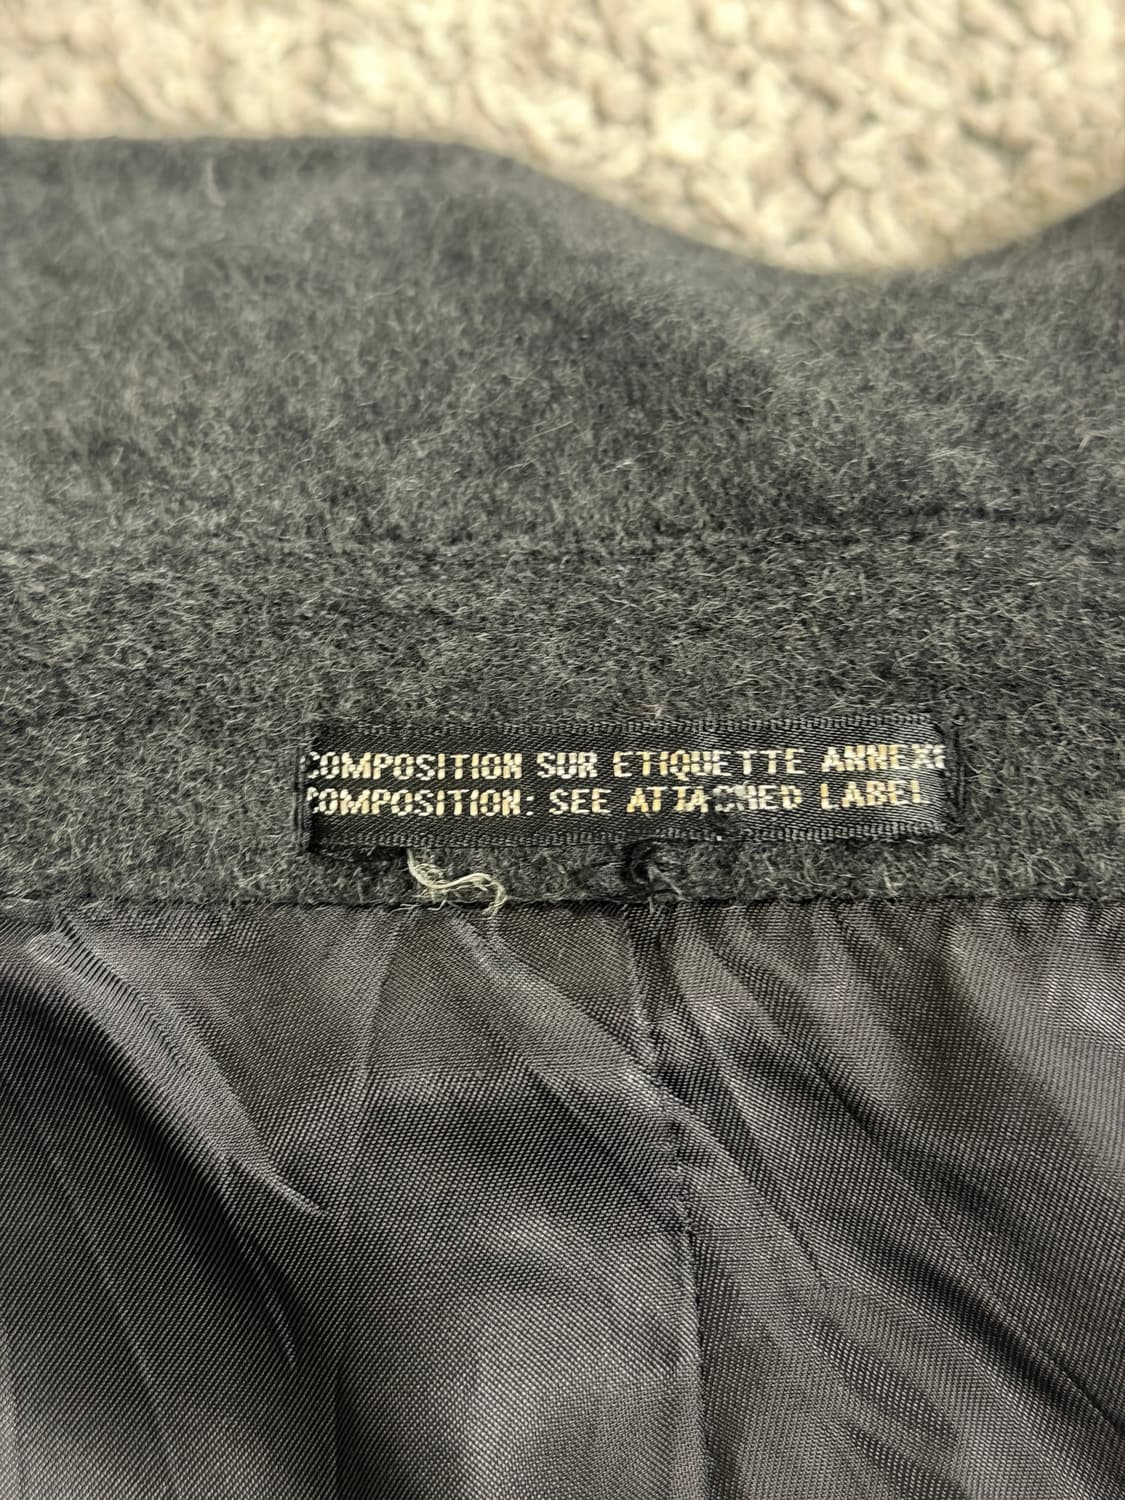 COMPOSITION SUR ETIQUETTE ANNEXE
COMPOSITION: SEE ATTACHED LABEL